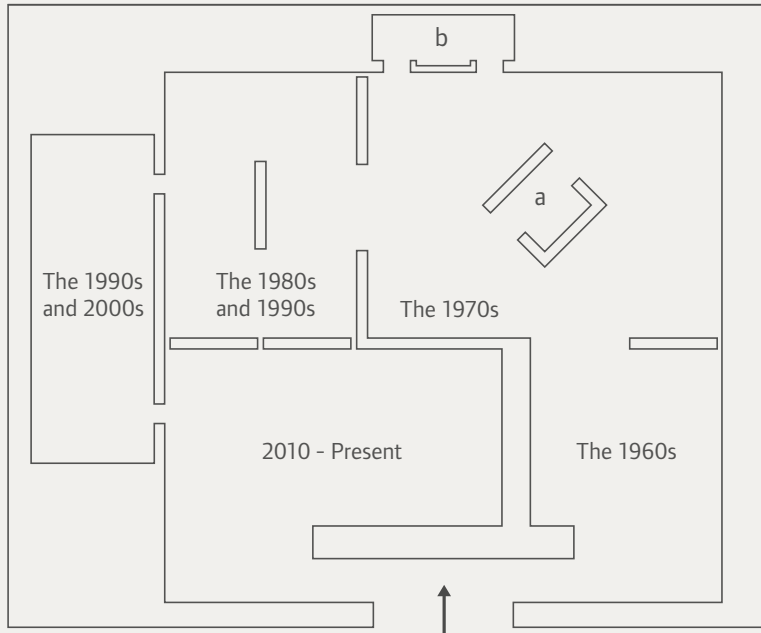 b
a
The 1990s
and 2000s
The 1980s
and 1990s
The 1970s
2010 - Present
The 1960s